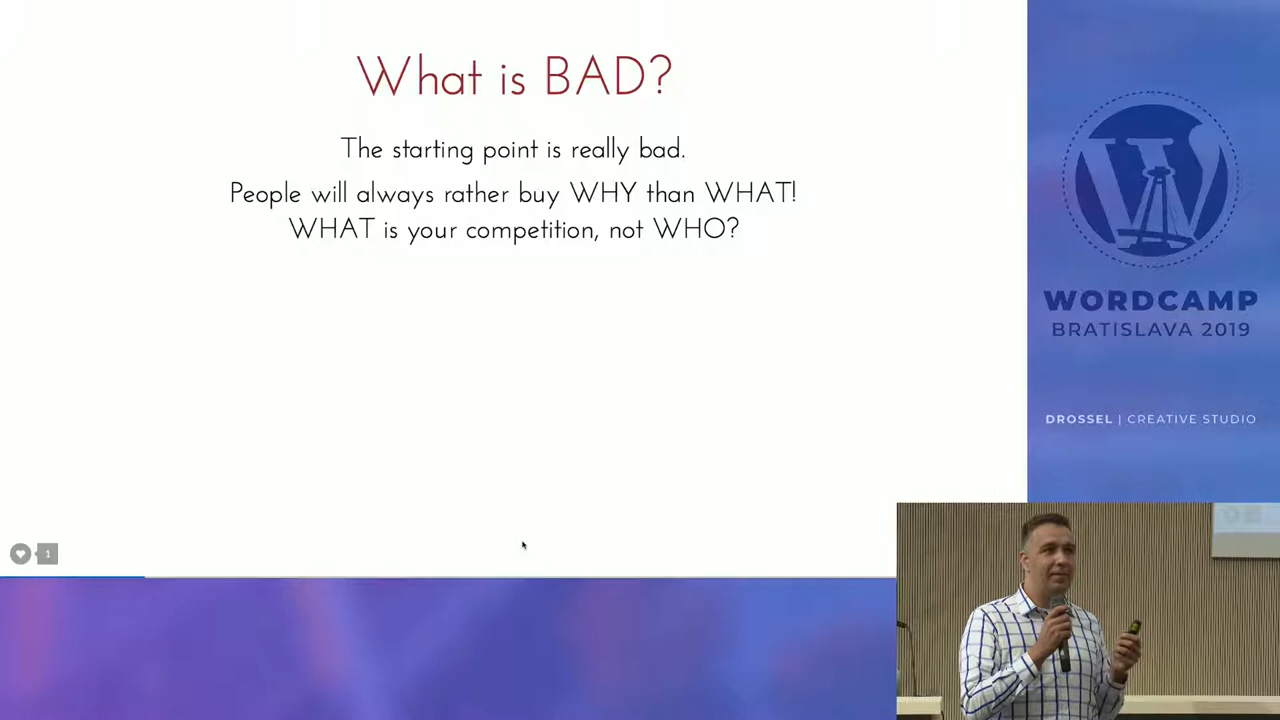 What is BAD?
The starting point is really bad.
People will always rather buy WHY than WHAT!
WHAT is your competition, not WHO?
1
WORDCAMP
BRATISLAVA 2019
DROSSEL | CREATIVE STUDIO